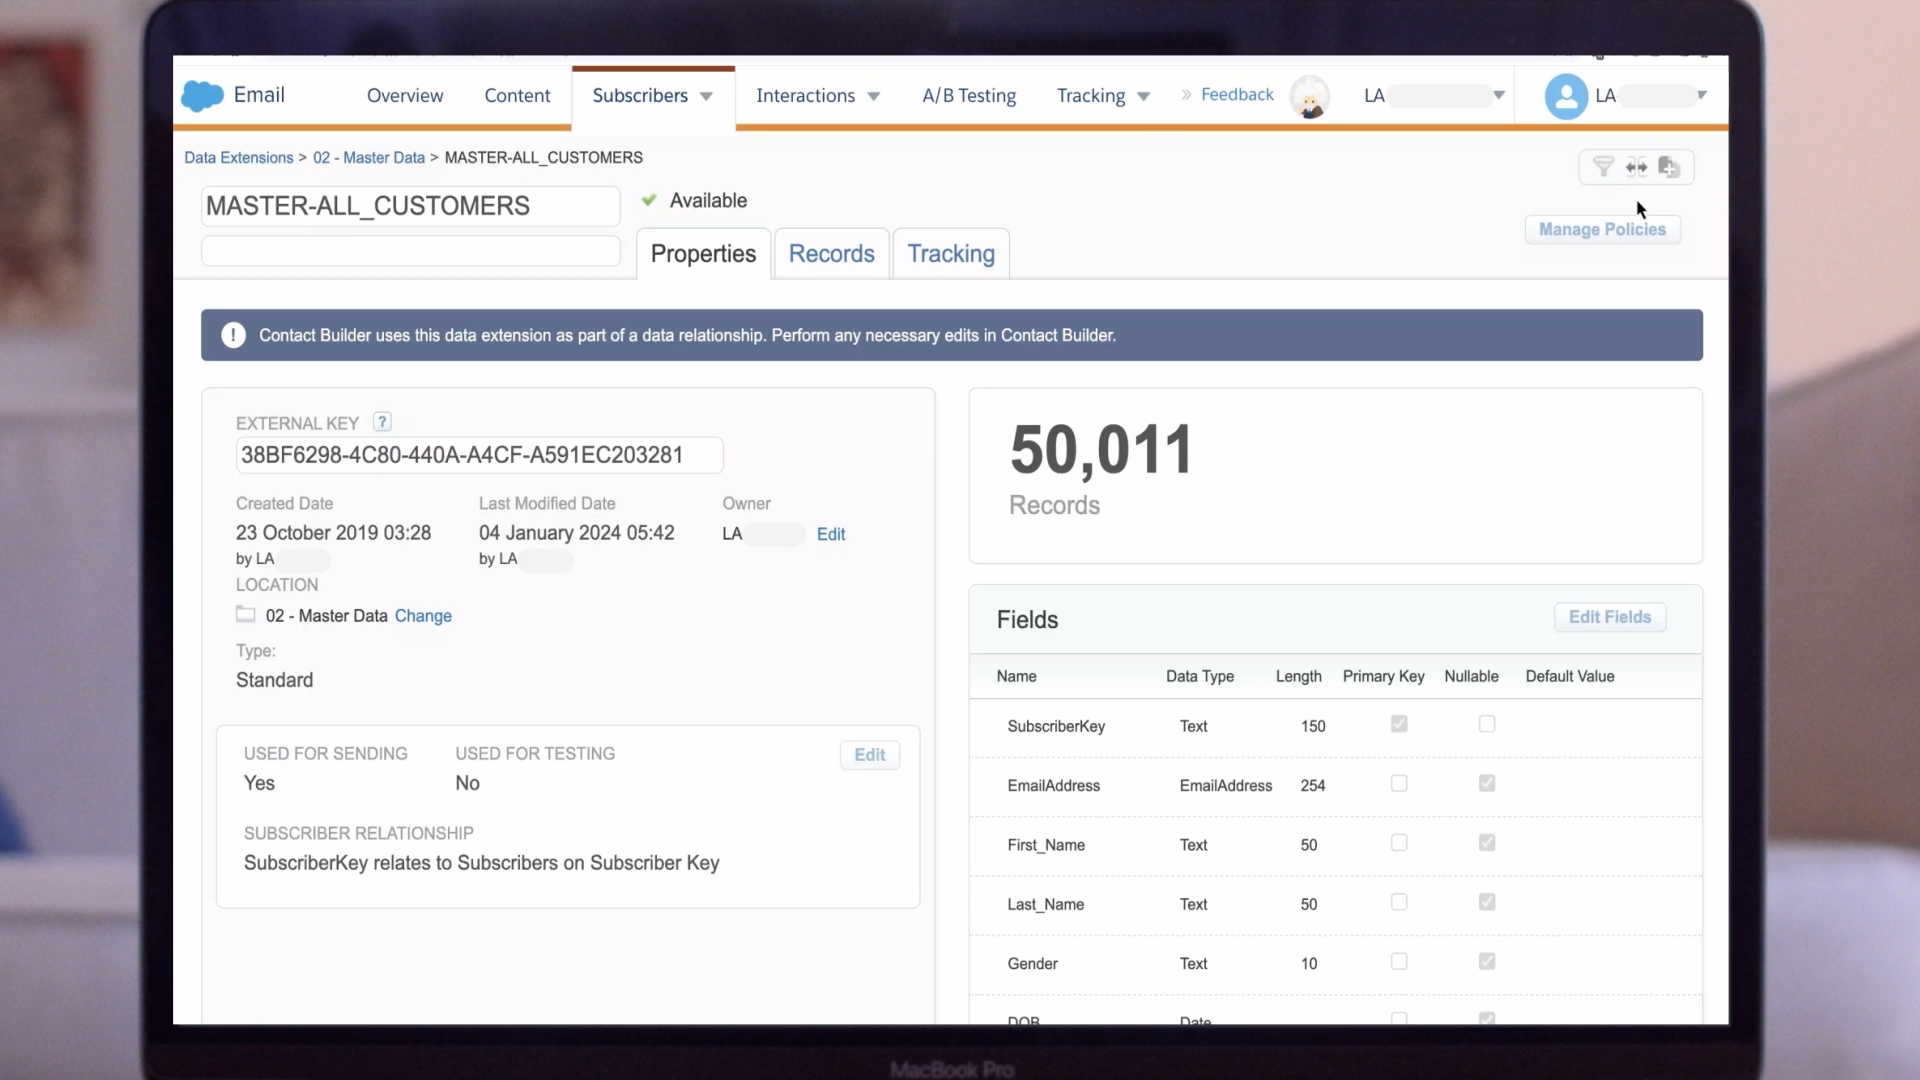 Email
Overview
Content
Subscribers
Interactions
A/B Testing
Tracking
» Feedback
LA
LA
Data Extensions > 02 - Master Data > MASTER-ALL_CUSTOMERS
MASTER-ALL_CUSTOMERS
Available
Manage Policies
Properties
Records
Tracking
! Contact Builder uses this data extension as part of a data relationship. Perform any necessary edits in Contact Builder.
EXTERNAL KEY ?
38BF6298-4C80-440A-A4CF-A591EC203281
Created Date
23 October 2019 03:28
by LA
Last Modified Date
04 January 2024 05:42
by LA
Owner
LA
Edit
LOCATION
02 - Master Data Change
Type:
Standard
USED FOR SENDING
Yes
USED FOR TESTING
No
Edit
SUBSCRIBER RELATIONSHIP
SubscriberKey relates to Subscribers on Subscriber Key
50,011
Records
Fields
Edit Fields
Name Data Type Length Primary Key Nullable Default Value
SubscriberKey Text 150
EmailAddress EmailAddress 254
First_Name Text 50
Last_Name Text 50
Gender Text 10
DOB Date
MacBook Pro